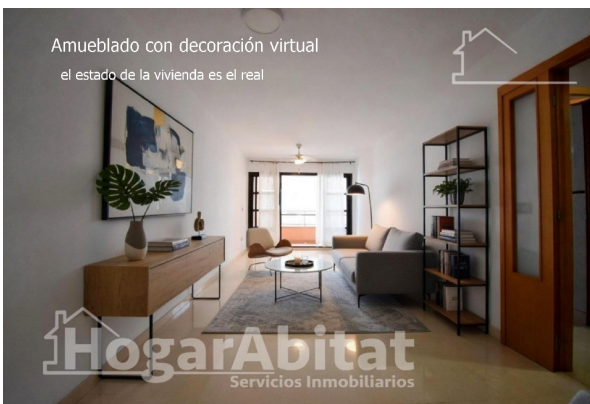 Amueblado con decoración virtual
el estado de la vivienda es el real
HogarAbitat
Servicios Inmobiliarios